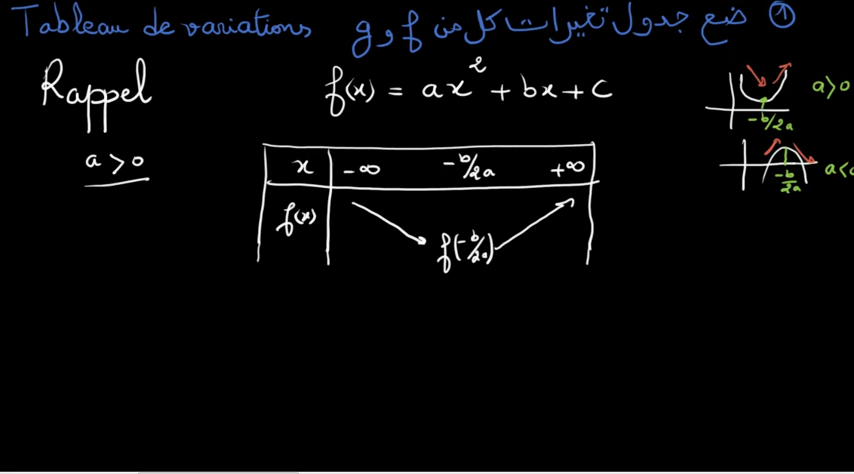 Tableau de variations ① ضع جدول تغيرات كل من f و g
Rappel
f(x) = ax² + bx + c
a > 0
x -∞ -b/2a +∞
f(x) f(-b/2a)
a>0
-b/2a
a<0
-b/2a